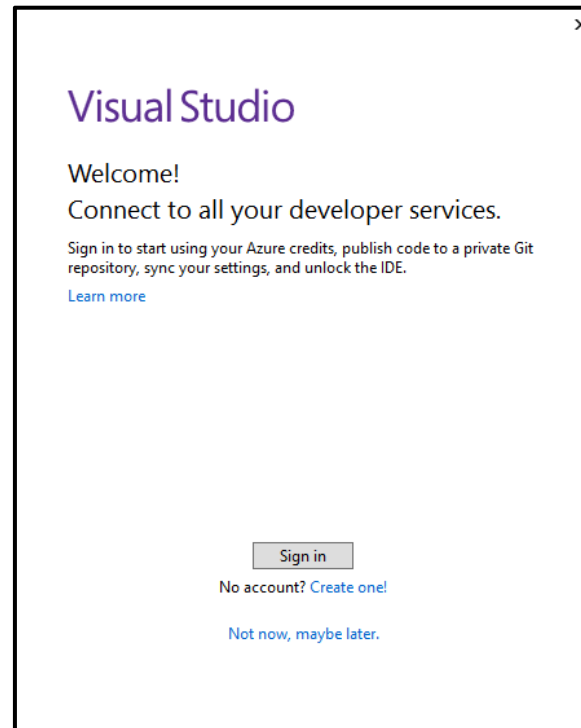 Visual Studio
Welcome!
Connect to all your developer services.
Sign in to start using your Azure credits, publish code to a private Git
repository, sync your settings, and unlock the IDE.
Learn more
Sign in
No account? Create one!
Not now, maybe later.